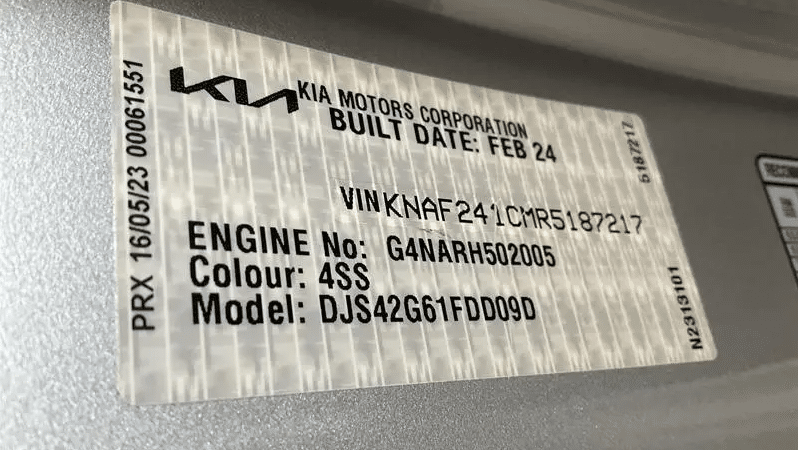 KIA
KIA MOTORS CORPORATION
BUILT DATE: FEB 24
VINKNAF241CMR5187217
ENGINE No: G4NARH502005
Colour: 4SS
Model: DJS42G61FDD09D
PRX 16/05/23 00061551
5187217
N2313101